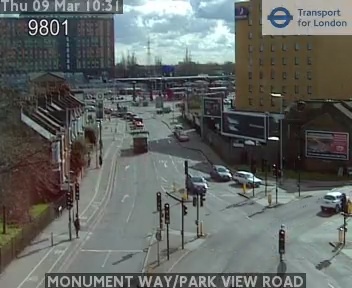 Thu 09 Mar 10:31
9801
Transport
for London
MONUMENT WAY/PARK VIEW ROAD